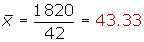 x̅ = 1820/42 = 43.33